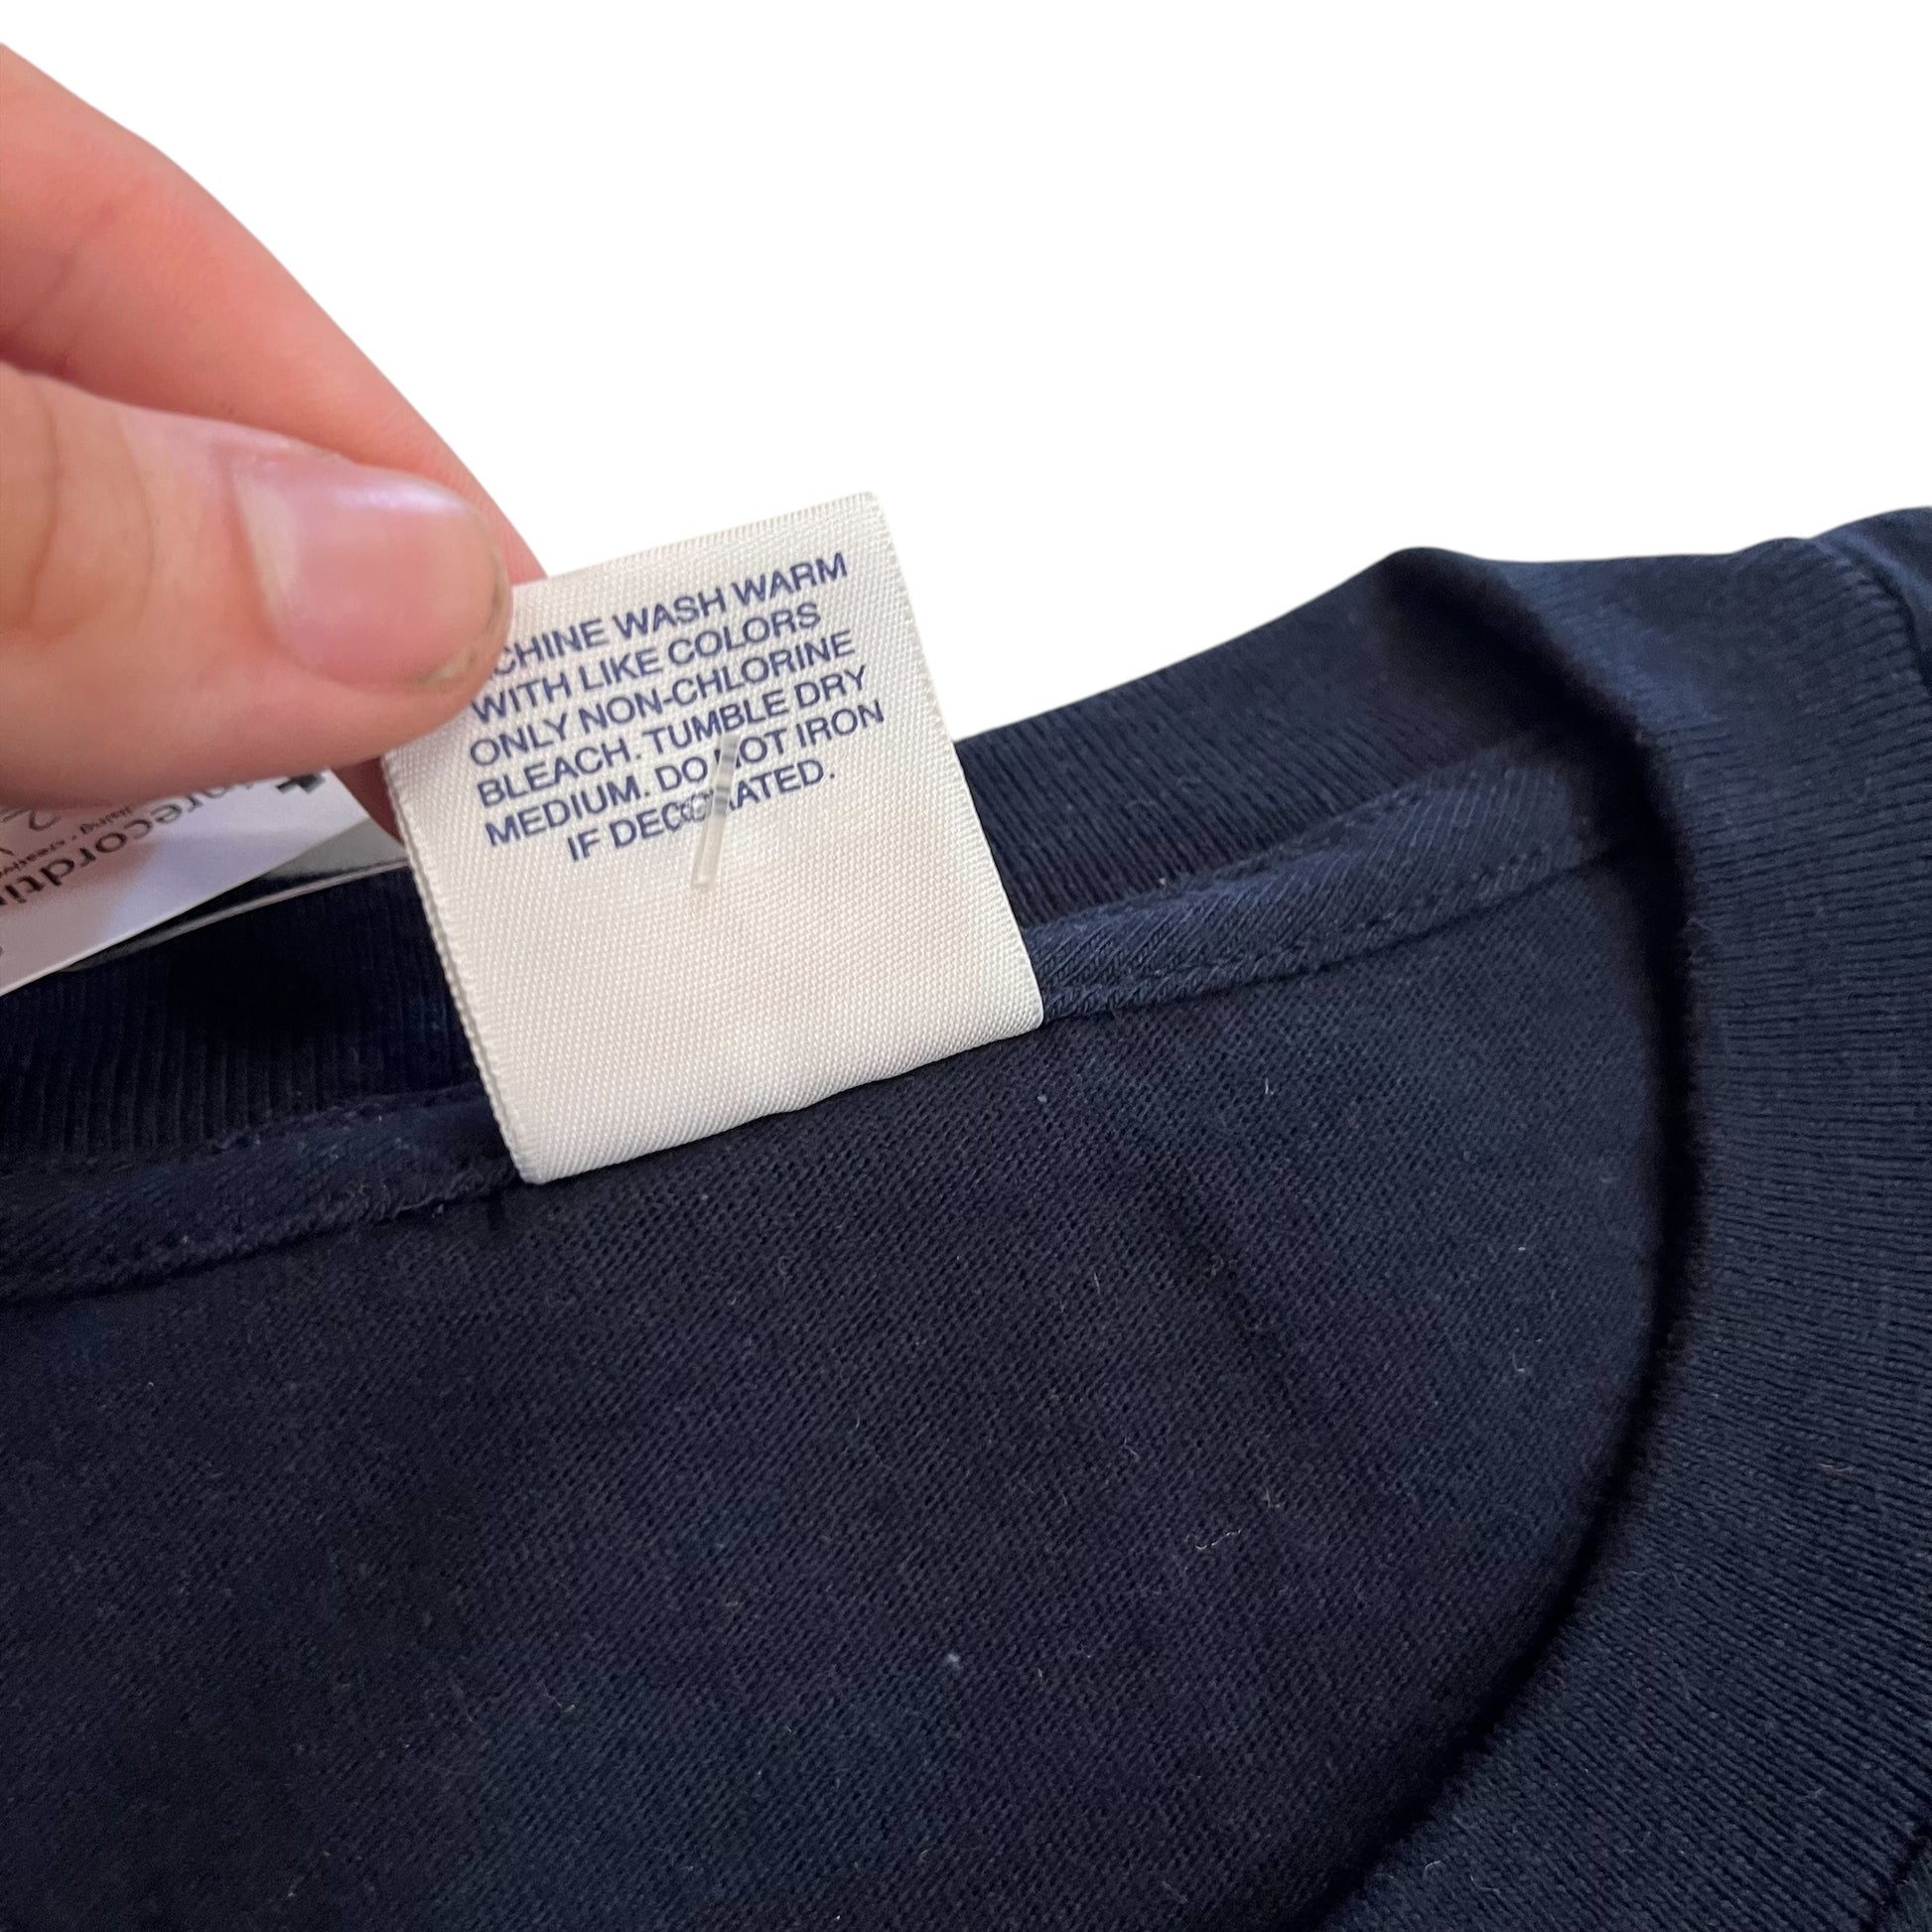 CHINE WASH WARM
WITH LIKE COLORS
ONLY NON-CHLORINE
BLEACH. TUMBLE DRY
MEDIUM. DO NOT IRON
IF DECORATED.